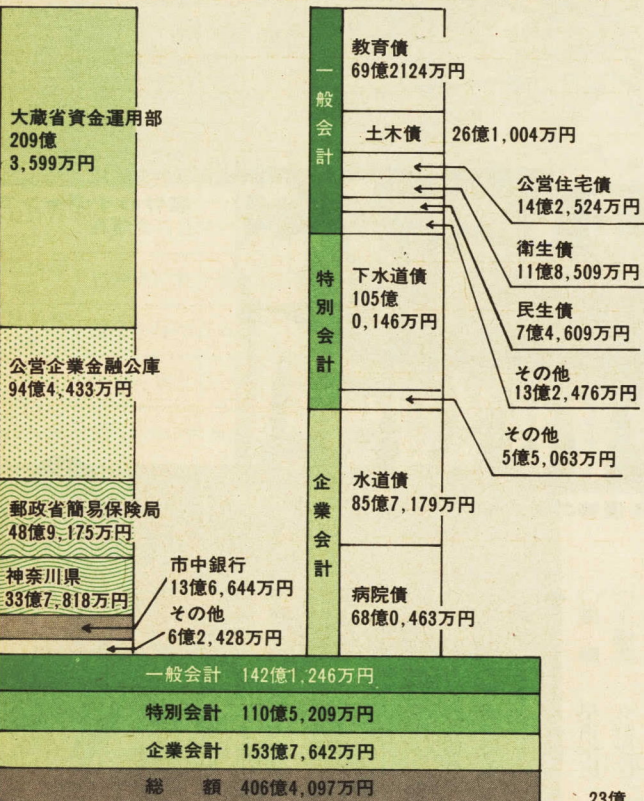 大蔵省資金運用部
209億
3,599万円
公営企業金融公庫
94億4,433万円
郵政省簡易保険局
48億9,175万円
神奈川県
33億7,818万円
市中銀行
13億6,644万円
その他
6億2,428万円
一般会計
教育債
69億2124万円
土木債 26億1,004万円
公営住宅債
14億2,524万円
衛生債
11億8,509万円
民生債
7億4,609万円
その他
13億2,476万円
特別会計
下水道債
105億
0,146万円
その他
5億5,063万円
企業会計
水道債
85億7,179万円
病院債
68億0,463万円
一般会計 142億1,246万円
特別会計 110億5,209万円
企業会計 153億7,642万円
総額 406億4,097万円
23億